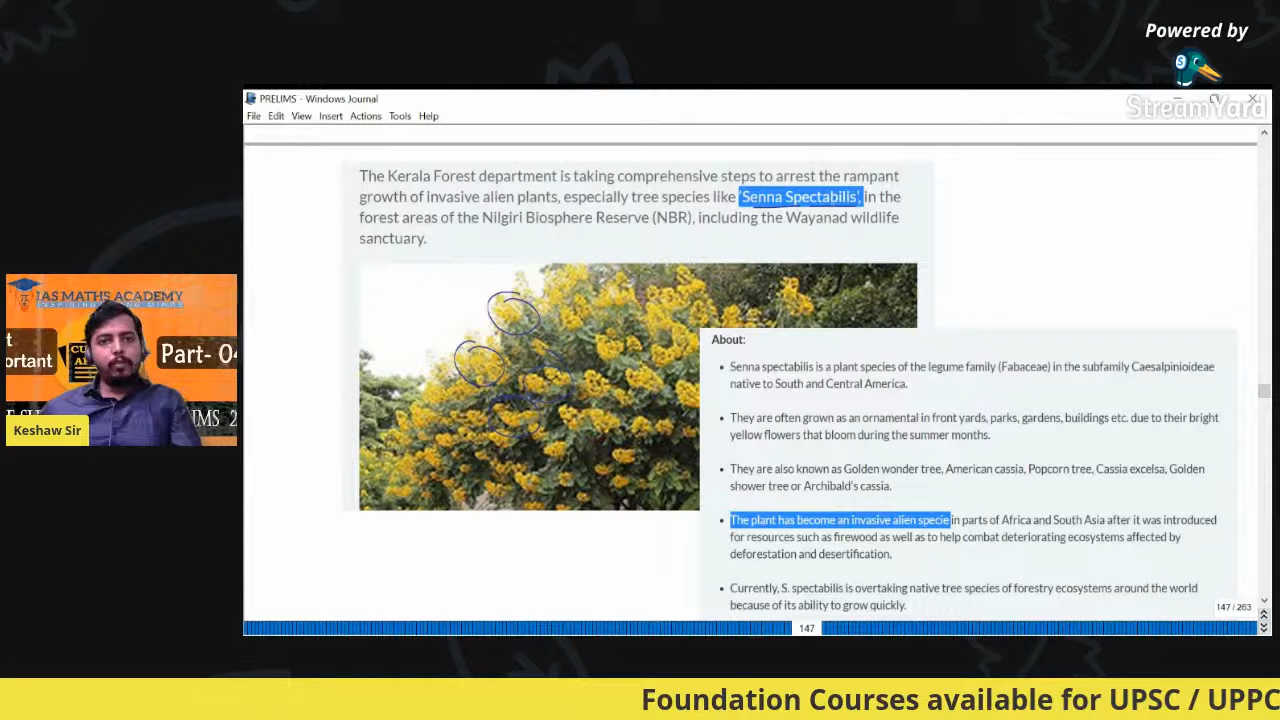 Powered by
S
StreamYard
PRELIMS - Windows Journal
File Edit View Insert Actions Tools Help
The Kerala Forest department is taking comprehensive steps to arrest the rampant
growth of invasive alien plants, especially tree species like 'Senna Spectabilis', in the
forest areas of the Nilgiri Biosphere Reserve (NBR), including the Wayanad wildlife
sanctuary.
About:
• Senna spectabilis is a plant species of the legume family (Fabaceae) in the subfamily Caesalpinioideae
native to South and Central America.
• They are often grown as an ornamental in front yards, parks, gardens, buildings etc. due to their bright
yellow flowers that bloom during the summer months.
• They are also known as Golden wonder tree, American cassia, Popcorn tree, Cassia excelsa, Golden
shower tree or Archibald's cassia.
• The plant has become an invasive alien specie in parts of Africa and South Asia after it was introduced
for resources such as firewood as well as to help combat deteriorating ecosystems affected by
deforestation and desertification.
• Currently, S. spectabilis is overtaking native tree species of forestry ecosystems around the world
because of its ability to grow quickly.
147 / 263
147
IAS MATHS ACADEMY
Part- 04
Keshaw Sir
Foundation Courses available for UPSC / UPPC